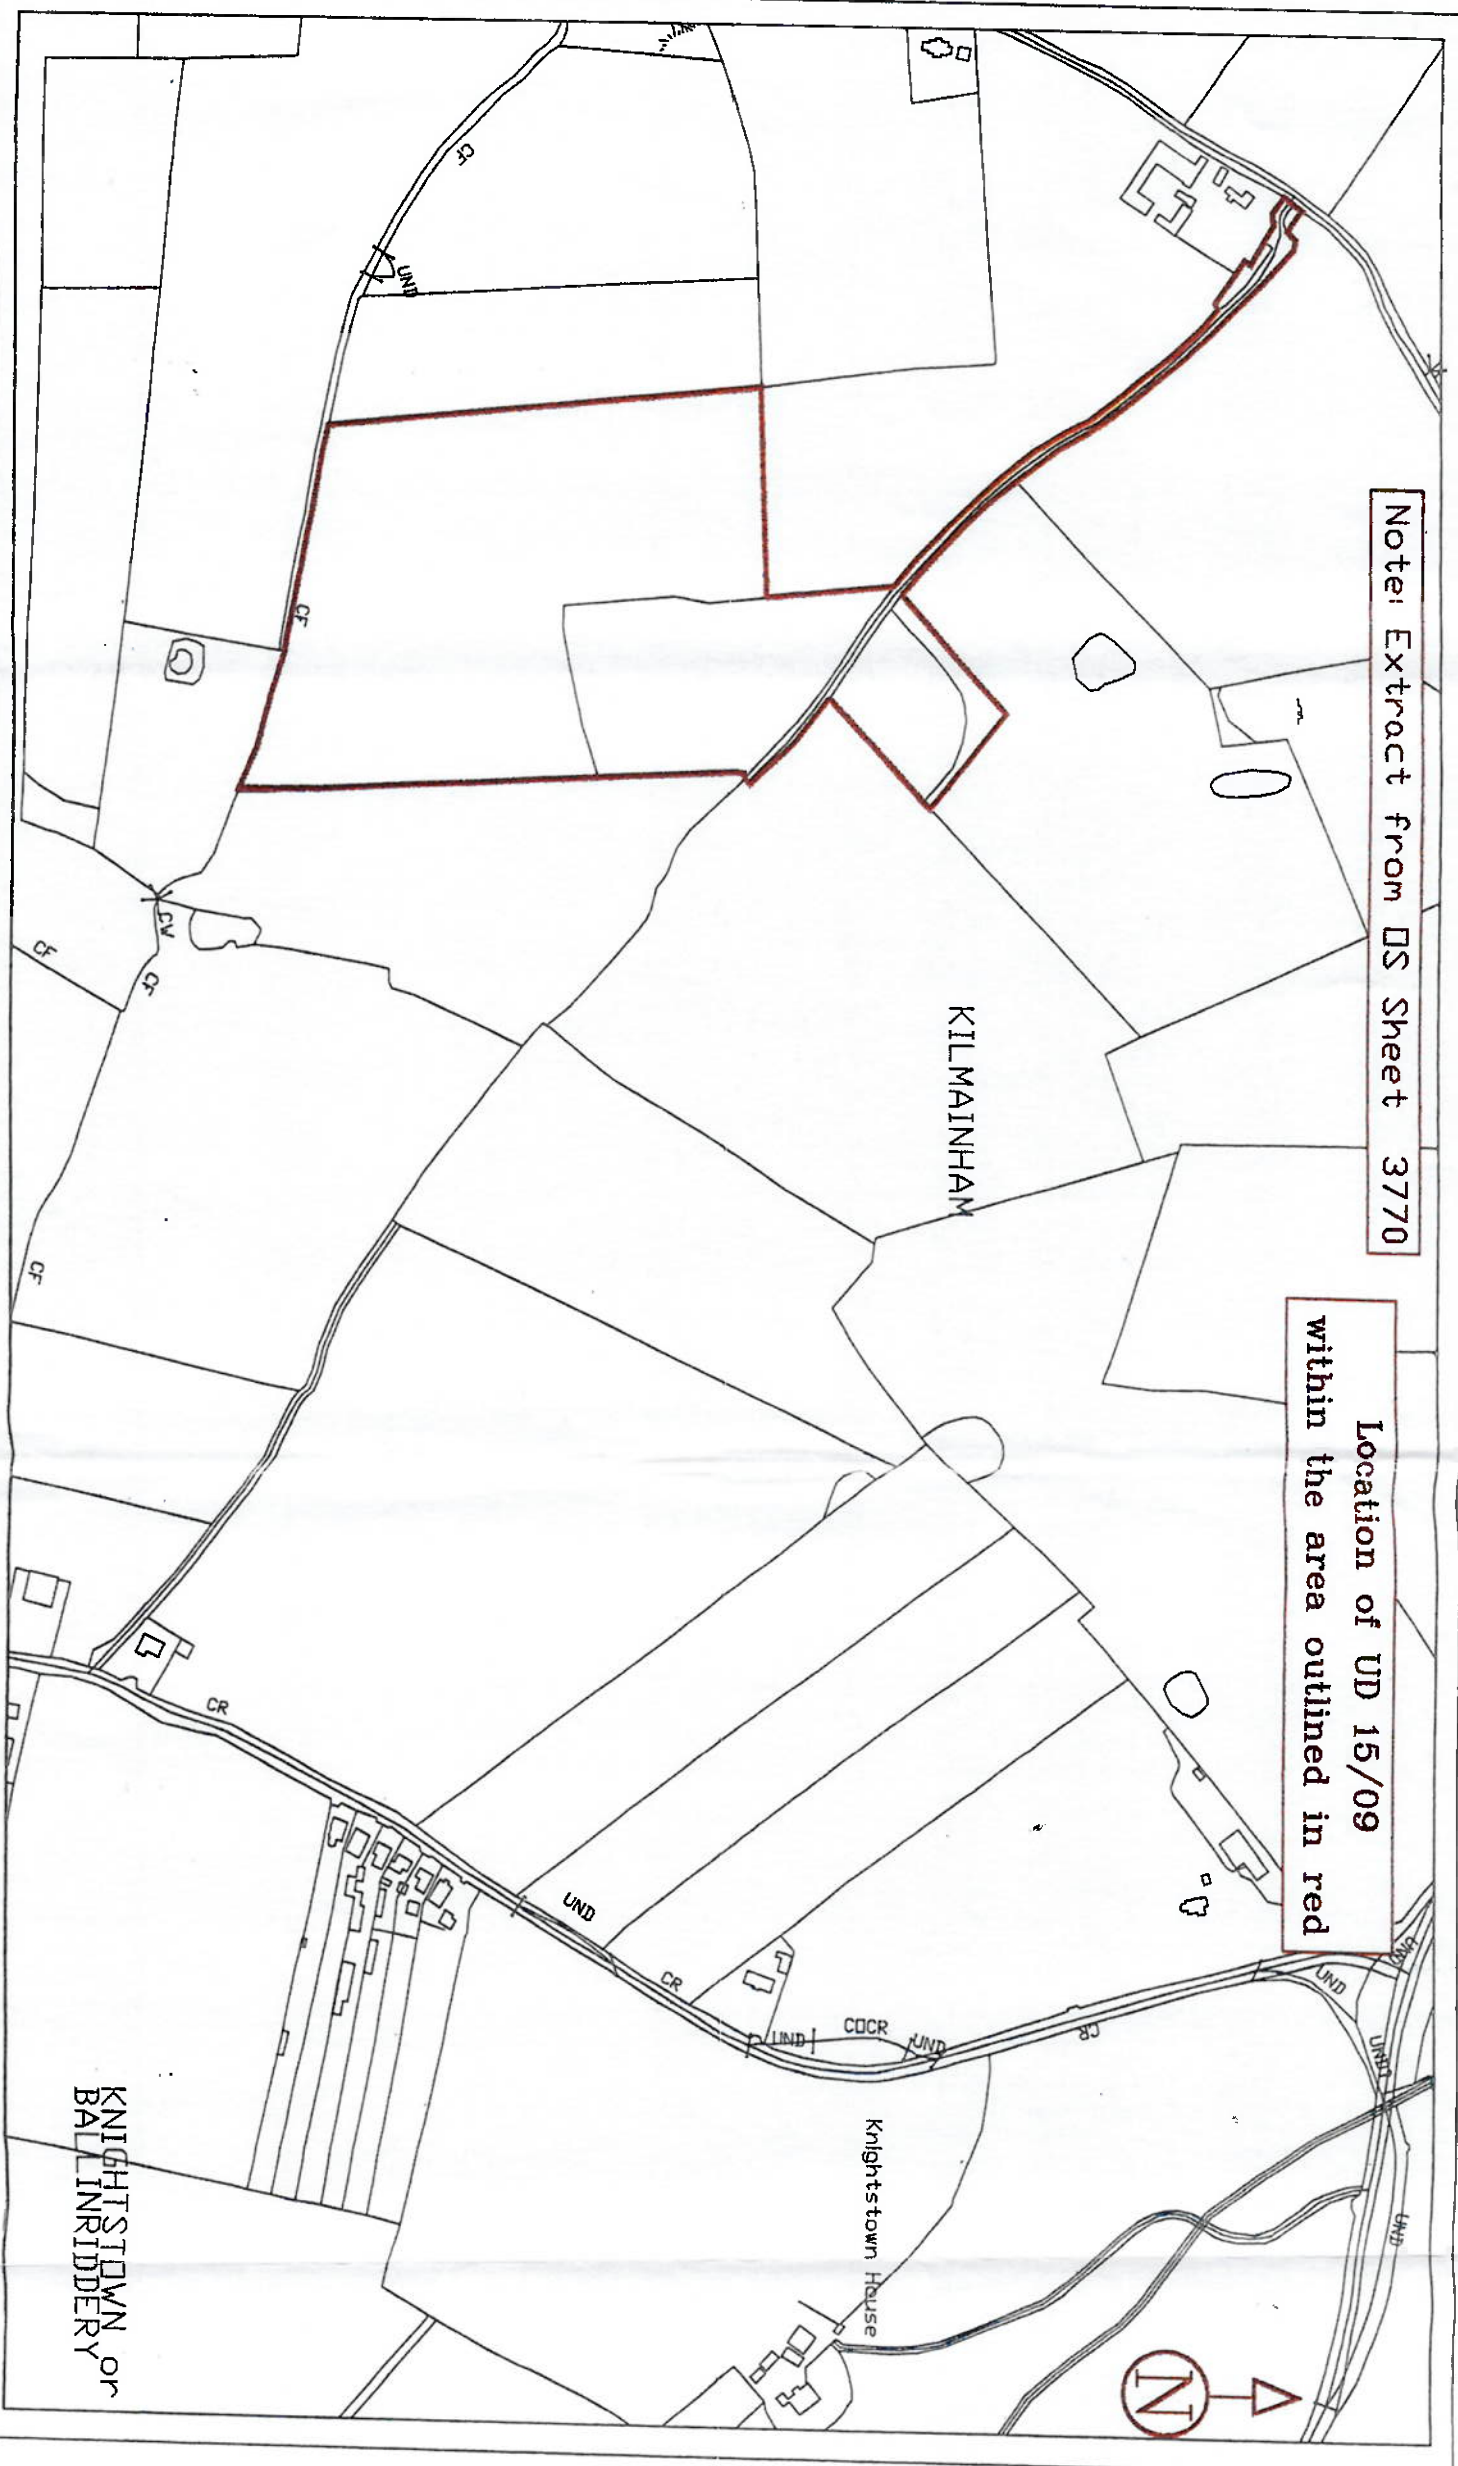 Note: Extract from OS Sheet 3770
Location of UD 15/09
within the area outlined in red
N
KILMAINHAM
Knightstown House
KNIGHTSTOWN or
BALLINRIDDERY
CF
UND
CF
CW
CF
CF
CF
CR
UND
CR
UND
COCR
UND
CR
UND
UND
UND
UND